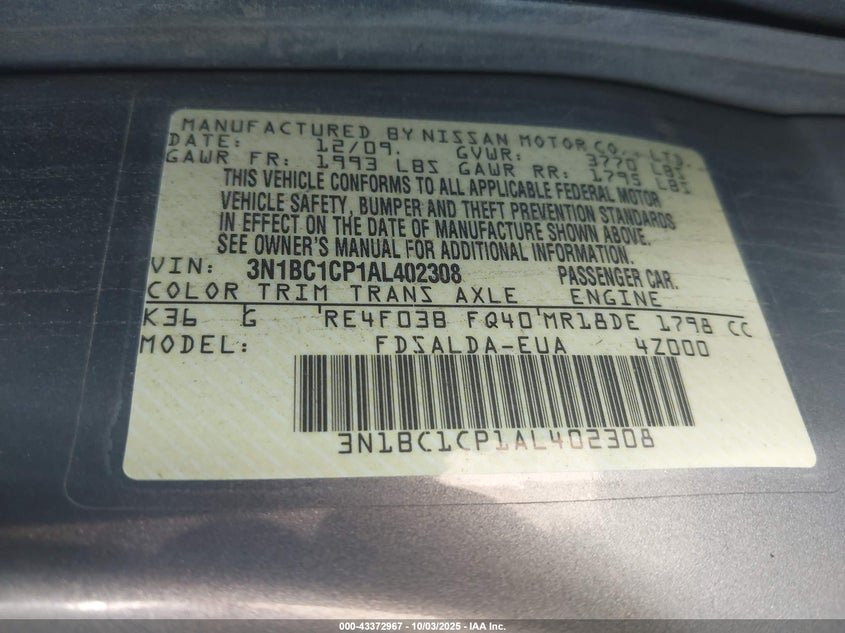 MANUFACTURED BY NISSAN MOTOR CO., LTD.
DATE: 12/09. GVWR: 3770 LBS
GAWR FR: 1993 LBS GAWR RR: 1795 LBS
THIS VEHICLE CONFORMS TO ALL APPLICABLE FEDERAL MOTOR
VEHICLE SAFETY, BUMPER AND THEFT PREVENTION STANDARDS
IN EFFECT ON THE DATE OF MANUFACTURE SHOWN ABOVE.
SEE OWNER'S MANUAL FOR ADDITIONAL INFORMATION.
VIN: 3N1BC1CP1AL402308 PASSENGER CAR.
COLOR TRIM TRANS AXLE ENGINE
K36 G RE4F03B FQ40 MR18DE 1798 CC
MODEL: FDSALDA-EUA 4Z000
3N1BC1CP1AL402308
000-43372967 - 10/03/2025 - IAA Inc.